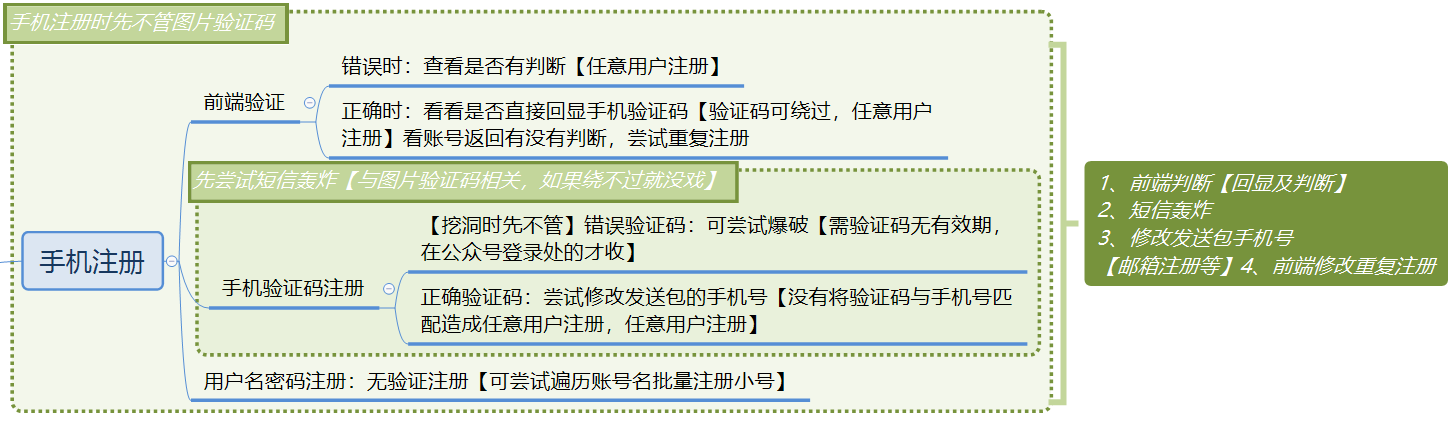 手机注册时先不管图片验证码
错误时：查看是否有判断【任意用户注册】
前端验证
正确时：看看是否直接回显手机验证码【验证码可绕过，任意用户
注册】看账号返回有没有判断，尝试重复注册
先尝试短信轰炸【与图片验证码相关，如果绕不过就没戏】
【挖洞时先不管】错误验证码：可尝试爆破【需验证码无有效期，
在公众号登录处的才收】
手机注册
手机验证码注册
正确验证码：尝试修改发送包的手机号【没有将验证码与手机号匹
配造成任意用户注册，任意用户注册】
用户名密码注册：无验证注册【可尝试遍历账号名批量注册小号】
1、前端判断【回显及判断】
2、短信轰炸
3、修改发送包手机号
【邮箱注册等】4、前端修改重复注册